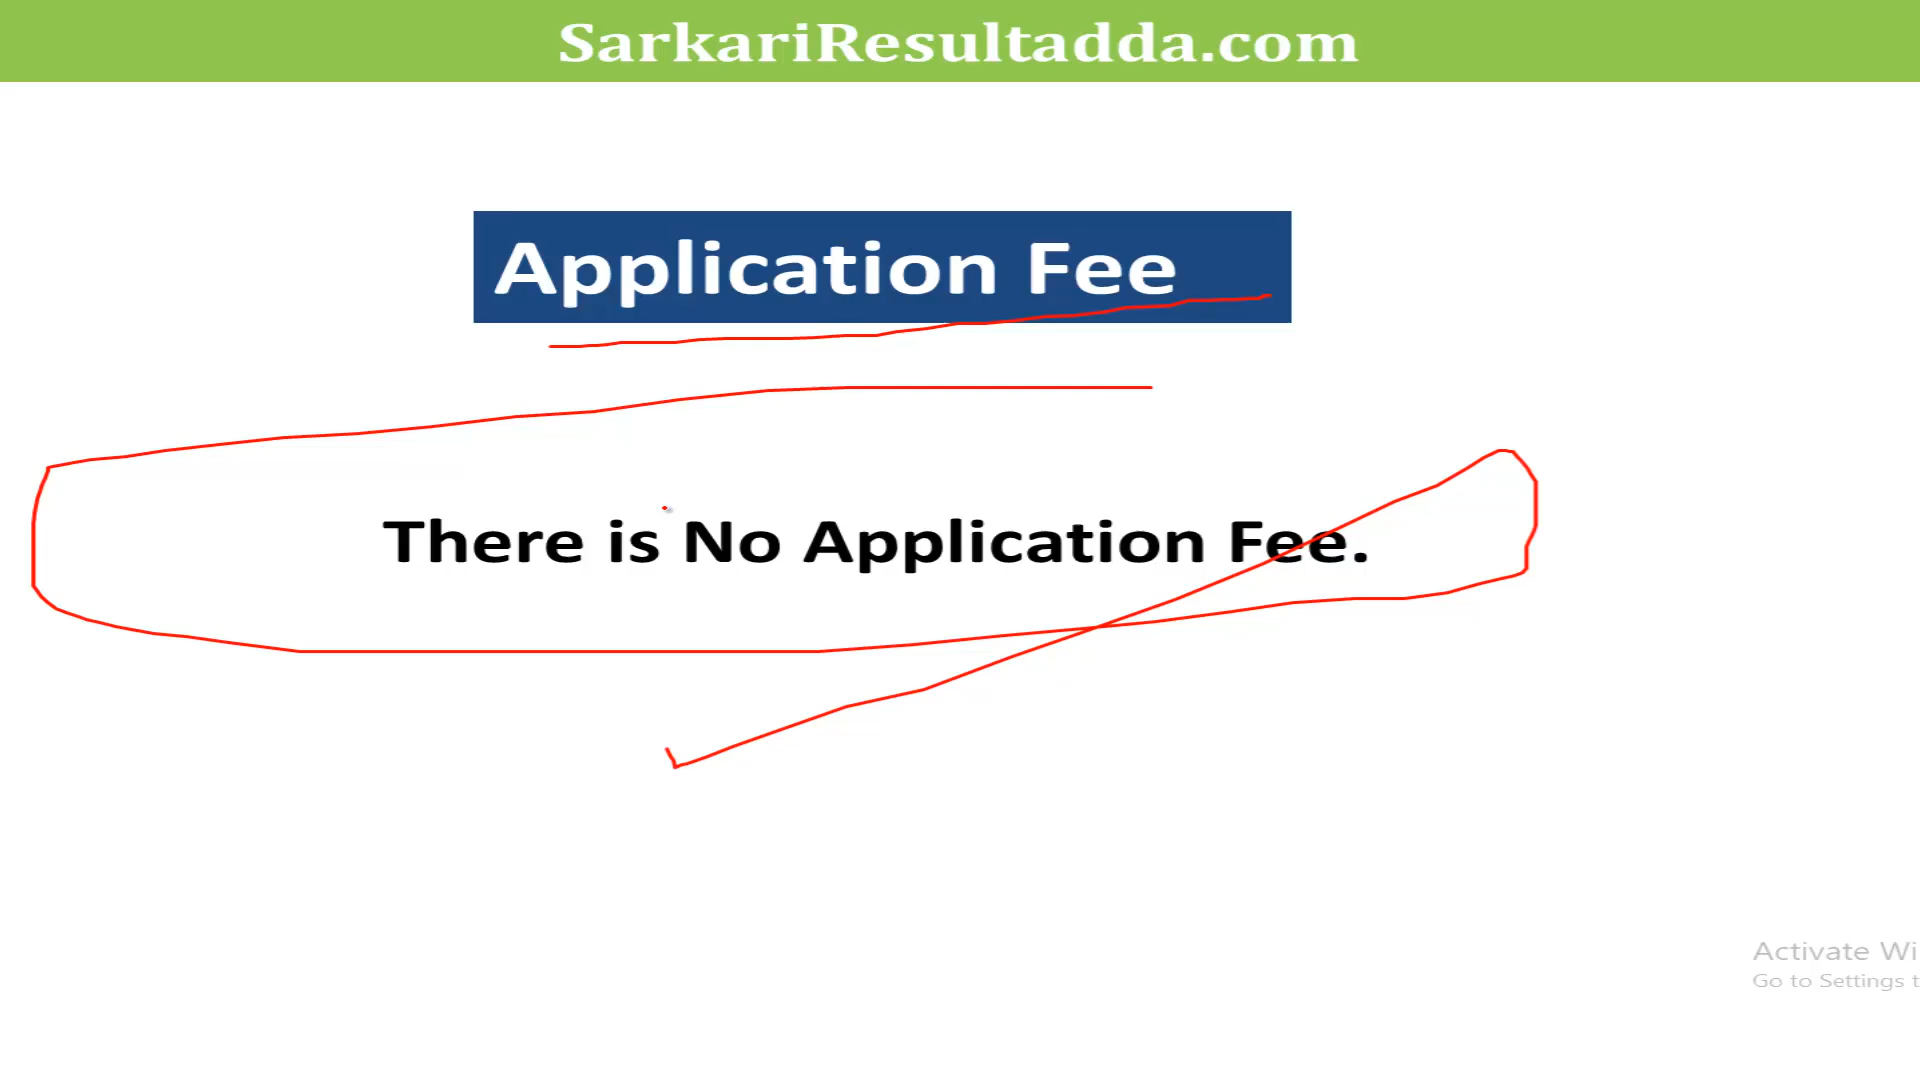 SarkariResultadda.com
Application Fee
There is No Application Fee.
Activate Wi
Go to Settings t